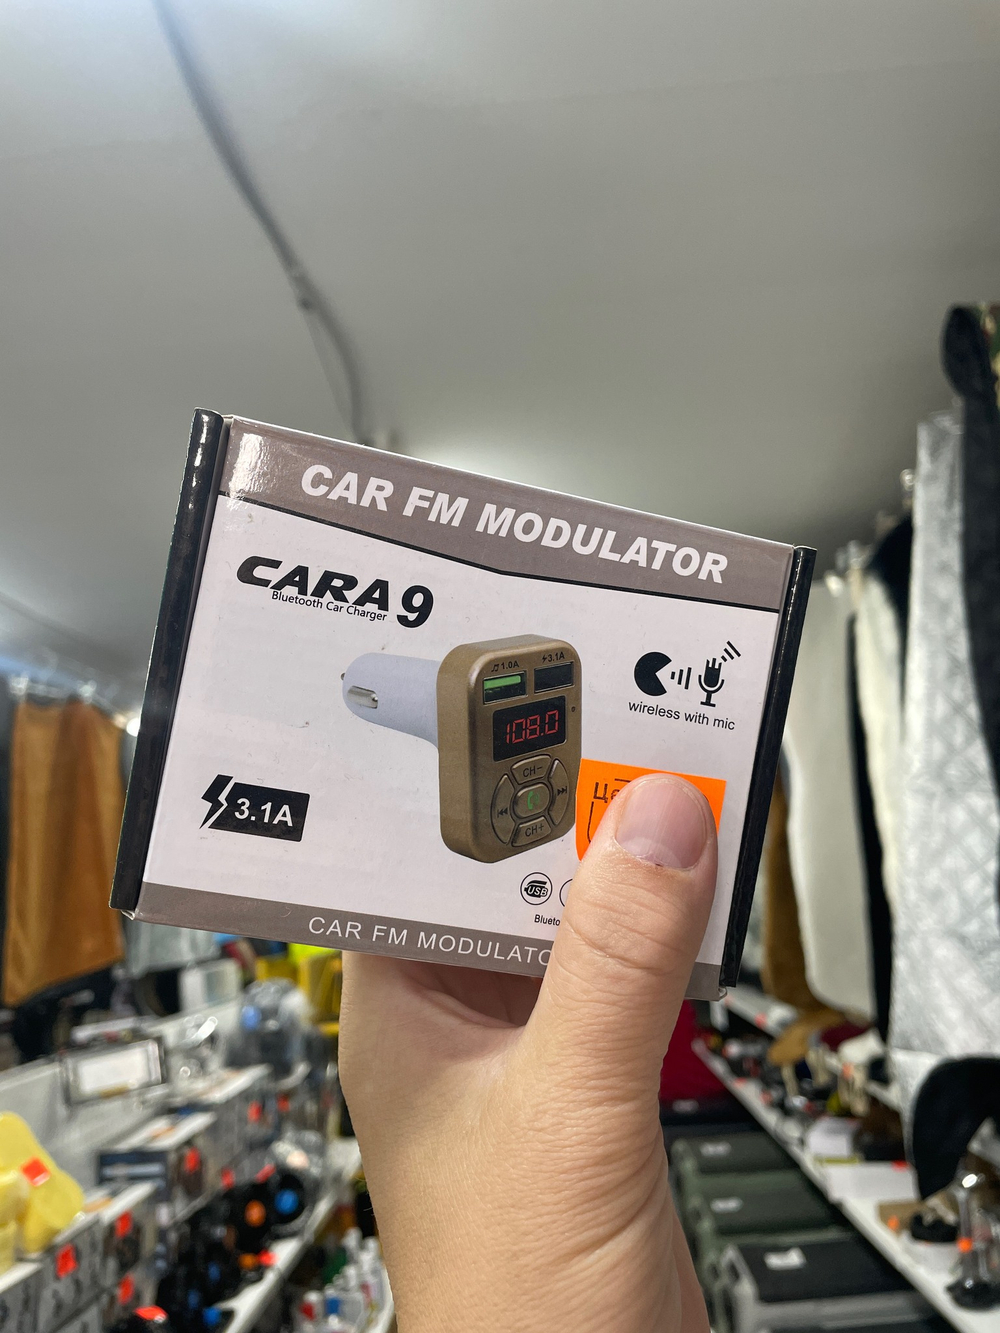 CAR FM MODULATOR
CARA 9
Bluetooth Car Charger
1.0A
3.1A
108.0
CH-
CH+
wireless with mic
3.1A
USB
CAR FM